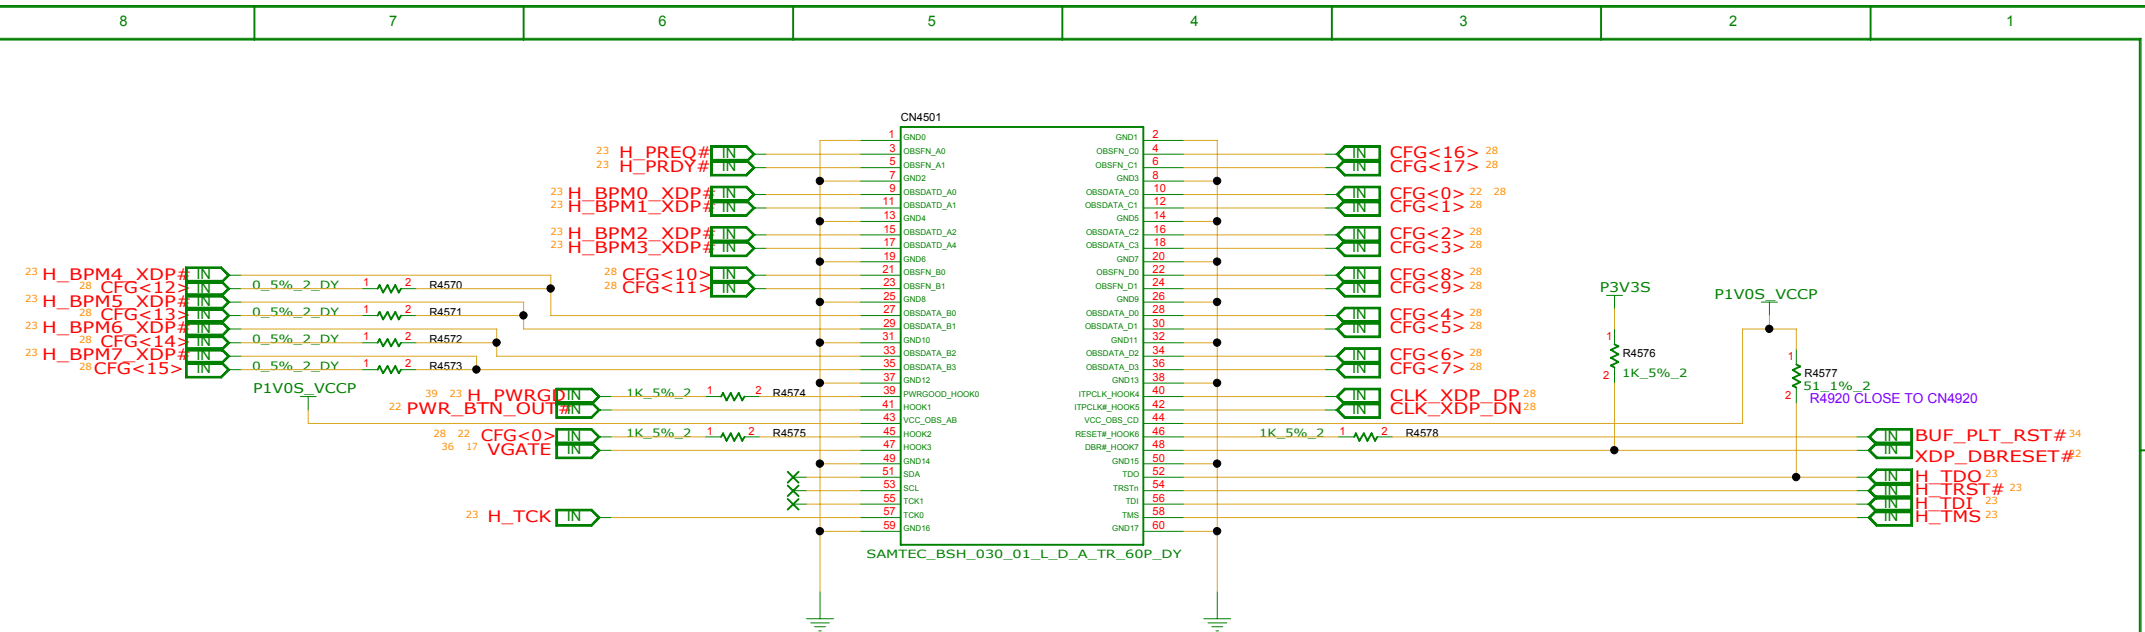 8 7 6 5 4 3 2 1
CN4501
1 GND0 GND1 2
23 H_PREQ# IN 3 OBSFN_A0 OBSFN_C0 4 IN CFG<16> 28
23 H_PRDY# IN 5 OBSFN_A1 OBSFN_C1 6 IN CFG<17> 28
7 GND2 GND3 8
23 H_BPM0_XDP# IN 9 OBSDATD_A0 OBSDATA_C0 10 IN CFG<0> 22 28
23 H_BPM1_XDP# IN 11 OBSDATD_A1 OBSDATA_C1 12 IN CFG<1> 28
13 GND4 GND5 14
23 H_BPM2_XDP# IN 15 OBSDATD_A2 OBSDATA_C2 16 IN CFG<2> 28
23 H_BPM3_XDP# IN 17 OBSDATD_A4 OBSDATA_C3 18 IN CFG<3> 28
19 GND6 GND7 20
23 H_BPM4_XDP# IN 28 CFG<10> IN 21 OBSFN_B0 OBSFN_D0 22 IN CFG<8> 28
28 CFG<12> IN 0_5%_2_DY 1 2 R4570 28 CFG<11> IN 23 OBSFN_B1 OBSFN_D1 24 IN CFG<9> 28 P3V3S P1V0S_VCCP
23 H_BPM5_XDP# IN 25 GND8 GND9 26
28 CFG<13> IN 0_5%_2_DY 1 2 R4571 27 OBSDATA_B0 OBSDATA_D0 28 IN CFG<4> 28
23 H_BPM6_XDP# IN 29 OBSDATA_B1 OBSDATA_D1 30 IN CFG<5> 28
28 CFG<14> IN 0_5%_2_DY 1 2 R4572 31 GND10 GND11 32 1
23 H_BPM7_XDP# IN 33 OBSDATA_B2 OBSDATA_D2 34 IN CFG<6> 28 R4576 1
28 CFG<15> IN 0_5%_2_DY 1 2 R4573 35 OBSDATA_B3 OBSDATA_D3 36 IN CFG<7> 28 2 1K_5%_2 R4577
P1V0S_VCCP 37 GND12 GND13 38 51_1%_2
39 23 H_PWRGD IN 1K_5%_2 1 2 R4574 39 PWRGOOD_HOOK0 ITPCLK_HOOK4 40 IN CLK_XDP_DP 28 2 R4920 CLOSE TO CN4920
22 PWR_BTN_OUT# IN 41 HOOK1 ITPCLK#_HOOK5 42 IN CLK_XDP_DN 28
43 VCC_OBS_AB VCC_OBS_CD 44
28 22 CFG<0> IN 1K_5%_2 1 2 R4575 45 HOOK2 RESET#_HOOK6 46 1K_5%_2 1 2 R4578 IN BUF_PLT_RST# 34
36 17 VGATE IN 47 HOOK3 DBR#_HOOK7 48 IN XDP_DBRESET#
49 GND14 GND15 50
51 SDA TDO 52 IN H_TDO 23
53 SCL TRSTn 54 IN H_TRST# 23
55 TCK1 TDI 56 IN H_TDI 23
23 H_TCK IN 57 TCK0 TMS 58 IN H_TMS 23
59 GND16 GND17 60
SAMTEC_BSH_030_01_L_D_A_TR_60P_DY